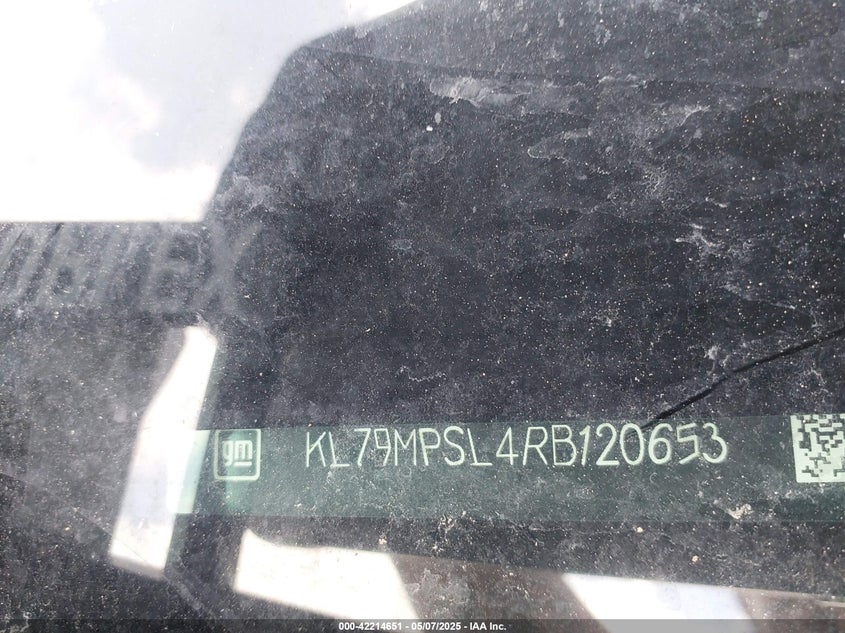 gm KL79MPSL4RB120653
000-42214651 - 05/07/2025 - IAA Inc.